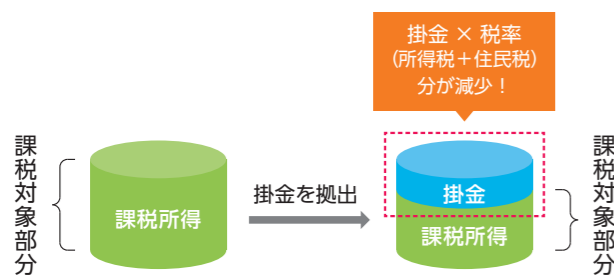 掛金 × 税率
(所得税＋住民税)
分が減少！
課税対象部分
課税所得
掛金を拠出
掛金
課税所得
課税対象部分